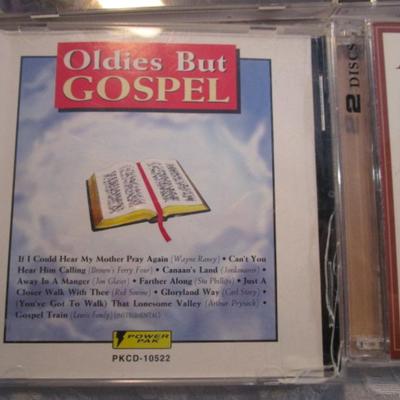 Oldies But
GOSPEL
If I Could Hear My Mother Pray Again (Wayne Raney) • Can't You
Hear Him Calling (Brown's Ferry Four) • Canaan's Land (Jordanaires) •
Away In A Manger (Jim Glaser) • Farther Along (Stu Phillips) • Just A
Closer Walk With Thee (Red Sovine) • Gloryland Way (Carl Story) •
(You've Got To Walk) That Lonesome Valley (Arthur Prysock) •
Gospel Train (Lewis Family) (INSTRUMENTAL)
POWER
PAK
PKCD-10522
2 DISCS